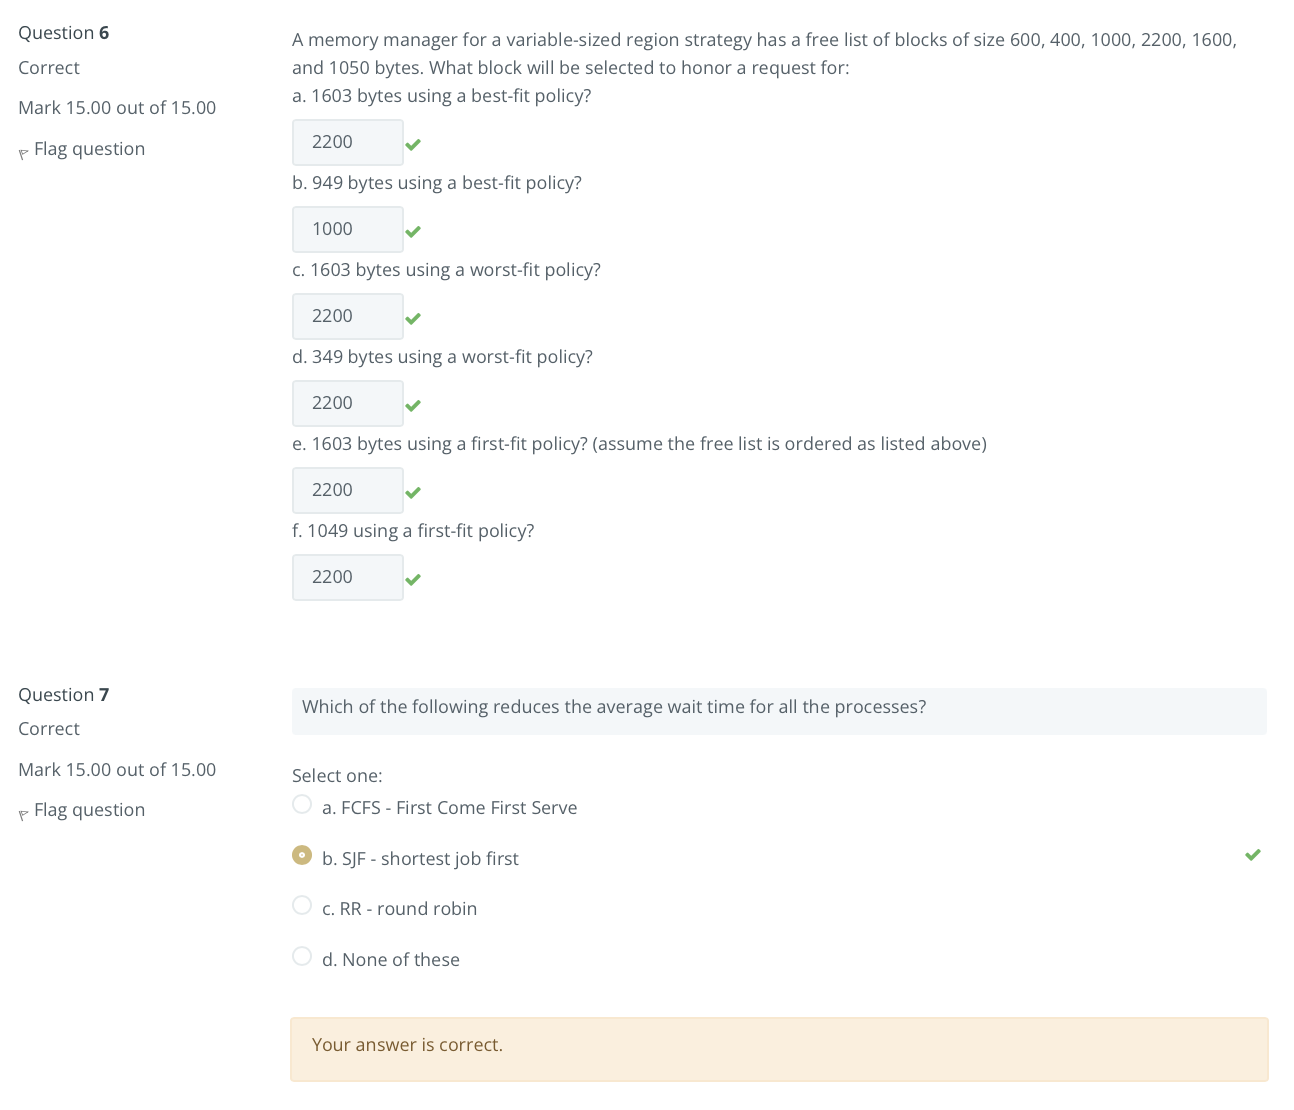 Question 6
Correct
Mark 15.00 out of 15.00
Flag question
A memory manager for a variable-sized region strategy has a free list of blocks of size 600, 400, 1000, 2200, 1600,
and 1050 bytes. What block will be selected to honor a request for:
a. 1603 bytes using a best-fit policy?
2200
b. 949 bytes using a best-fit policy?
1000
c. 1603 bytes using a worst-fit policy?
2200
d. 349 bytes using a worst-fit policy?
2200
e. 1603 bytes using a first-fit policy? (assume the free list is ordered as listed above)
2200
f. 1049 using a first-fit policy?
2200
Question 7
Correct
Mark 15.00 out of 15.00
Flag question
Which of the following reduces the average wait time for all the processes?
Select one:
a. FCFS - First Come First Serve
b. SJF - shortest job first
c. RR - round robin
d. None of these
Your answer is correct.